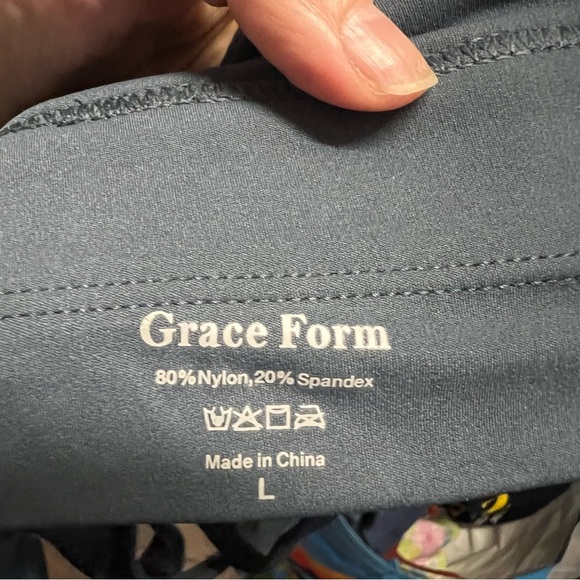 Grace Form
80%Nylon,20% Spandex
Made in China
L